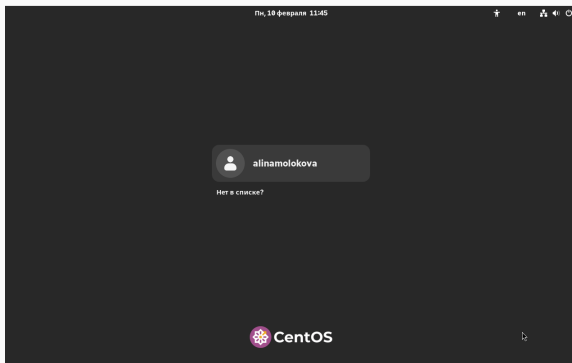 Пн, 10 февраля 11:45
en
alinamolokova
Нет в списке?
CentOS